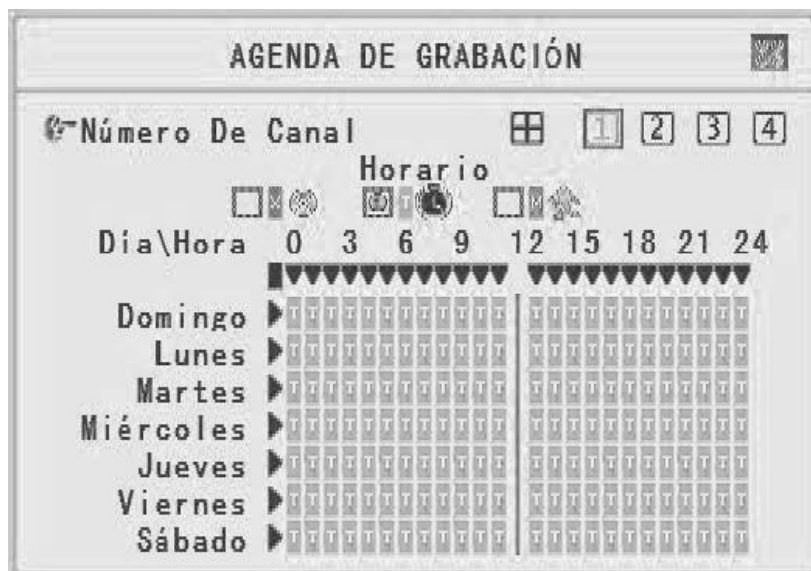 AGENDA DE GRABACIÓN
Número De Canal 1 2 3 4
Horario
T
Día\Hora 0 3 6 9 12 15 18 21 24
Domingo T T T T T T T T T T T T T T T T T T T T T T T T
Lunes T T T T T T T T T T T T T T T T T T T T T T T T
Martes T T T T T T T T T T T T T T T T T T T T T T T T
Miércoles T T T T T T T T T T T T T T T T T T T T T T T T
Jueves T T T T T T T T T T T T T T T T T T T T T T T T
Viernes T T T T T T T T T T T T T T T T T T T T T T T T
Sábado T T T T T T T T T T T T T T T T T T T T T T T T